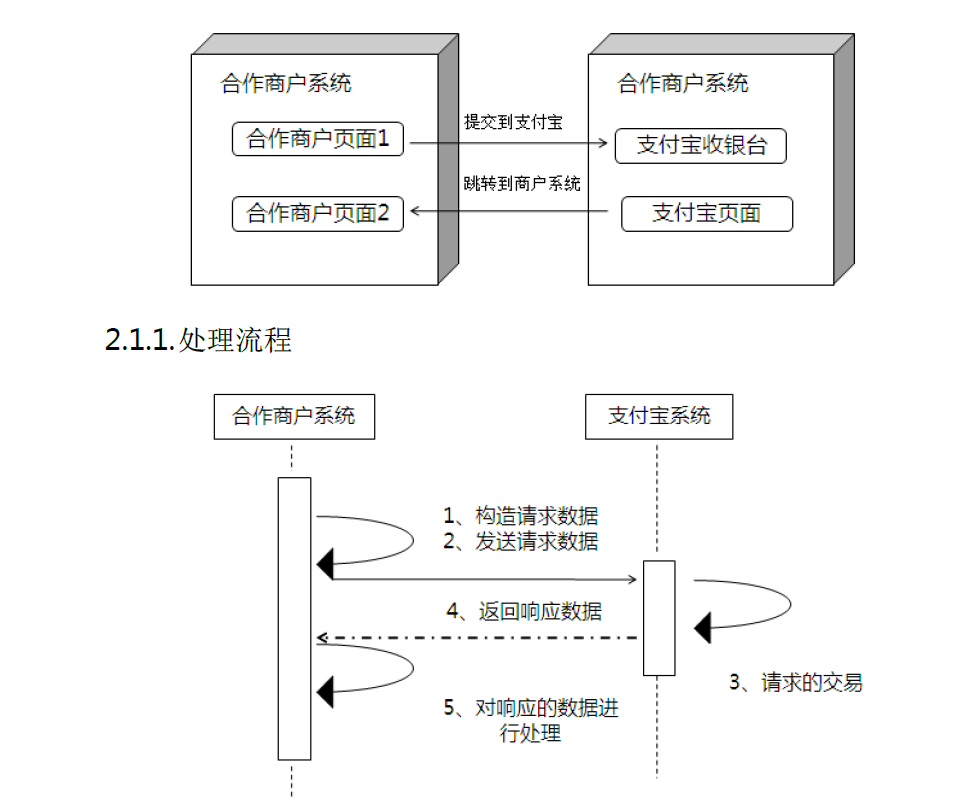 合作商户系统
合作商户系统
提交到支付宝
合作商户页面1
支付宝收银台
跳转到商户系统
合作商户页面2
支付宝页面
2.1.1.处理流程
合作商户系统
支付宝系统
1、构造请求数据
2、发送请求数据
4、返回响应数据
3、请求的交易
5、对响应的数据进
行处理